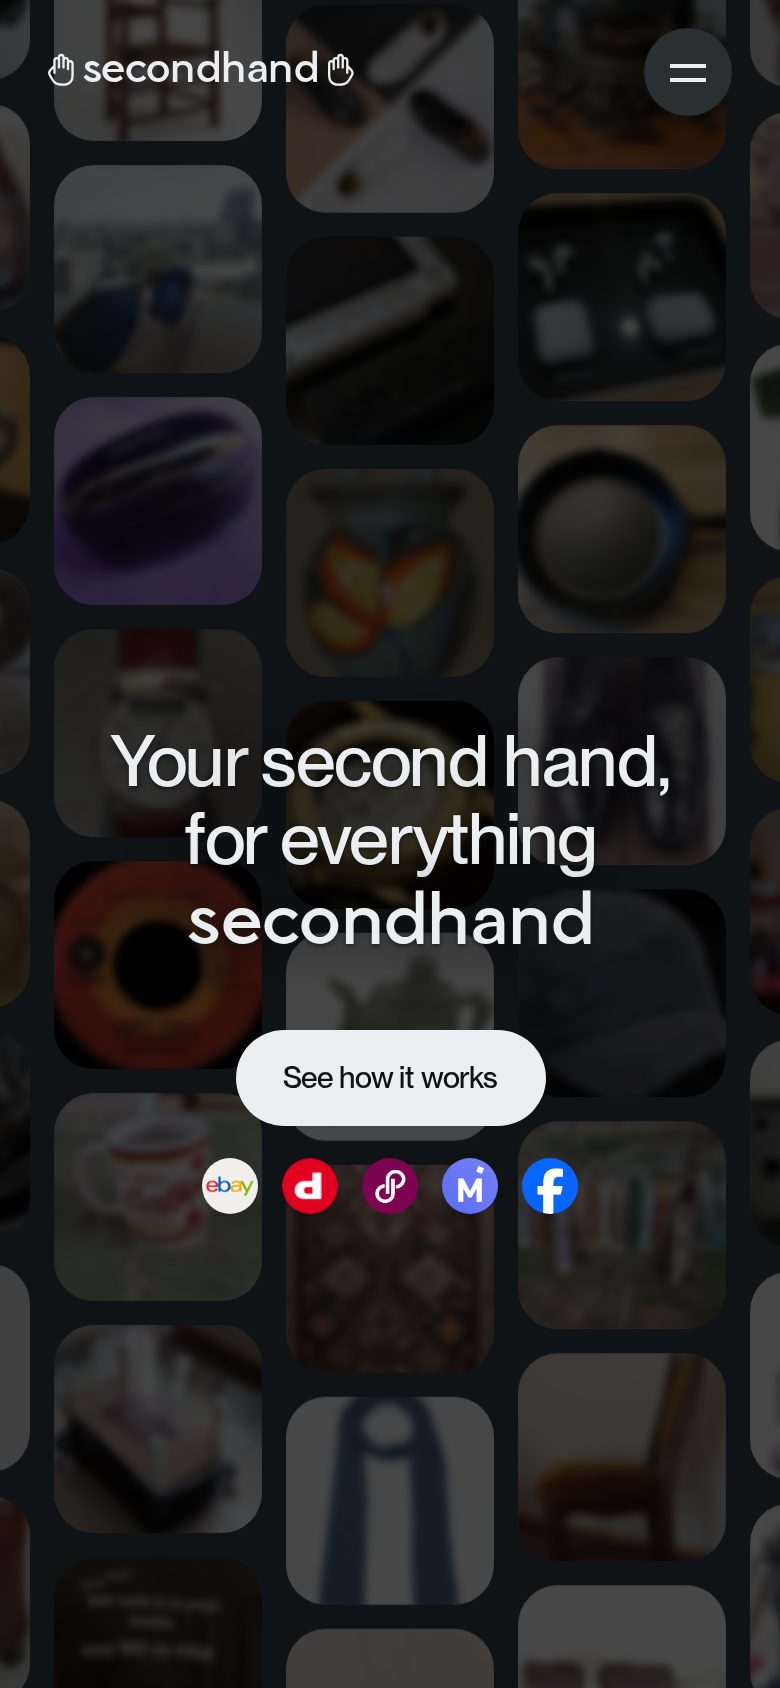 secondhand
Your second hand,
for everything
secondhand
See how it works
ebay